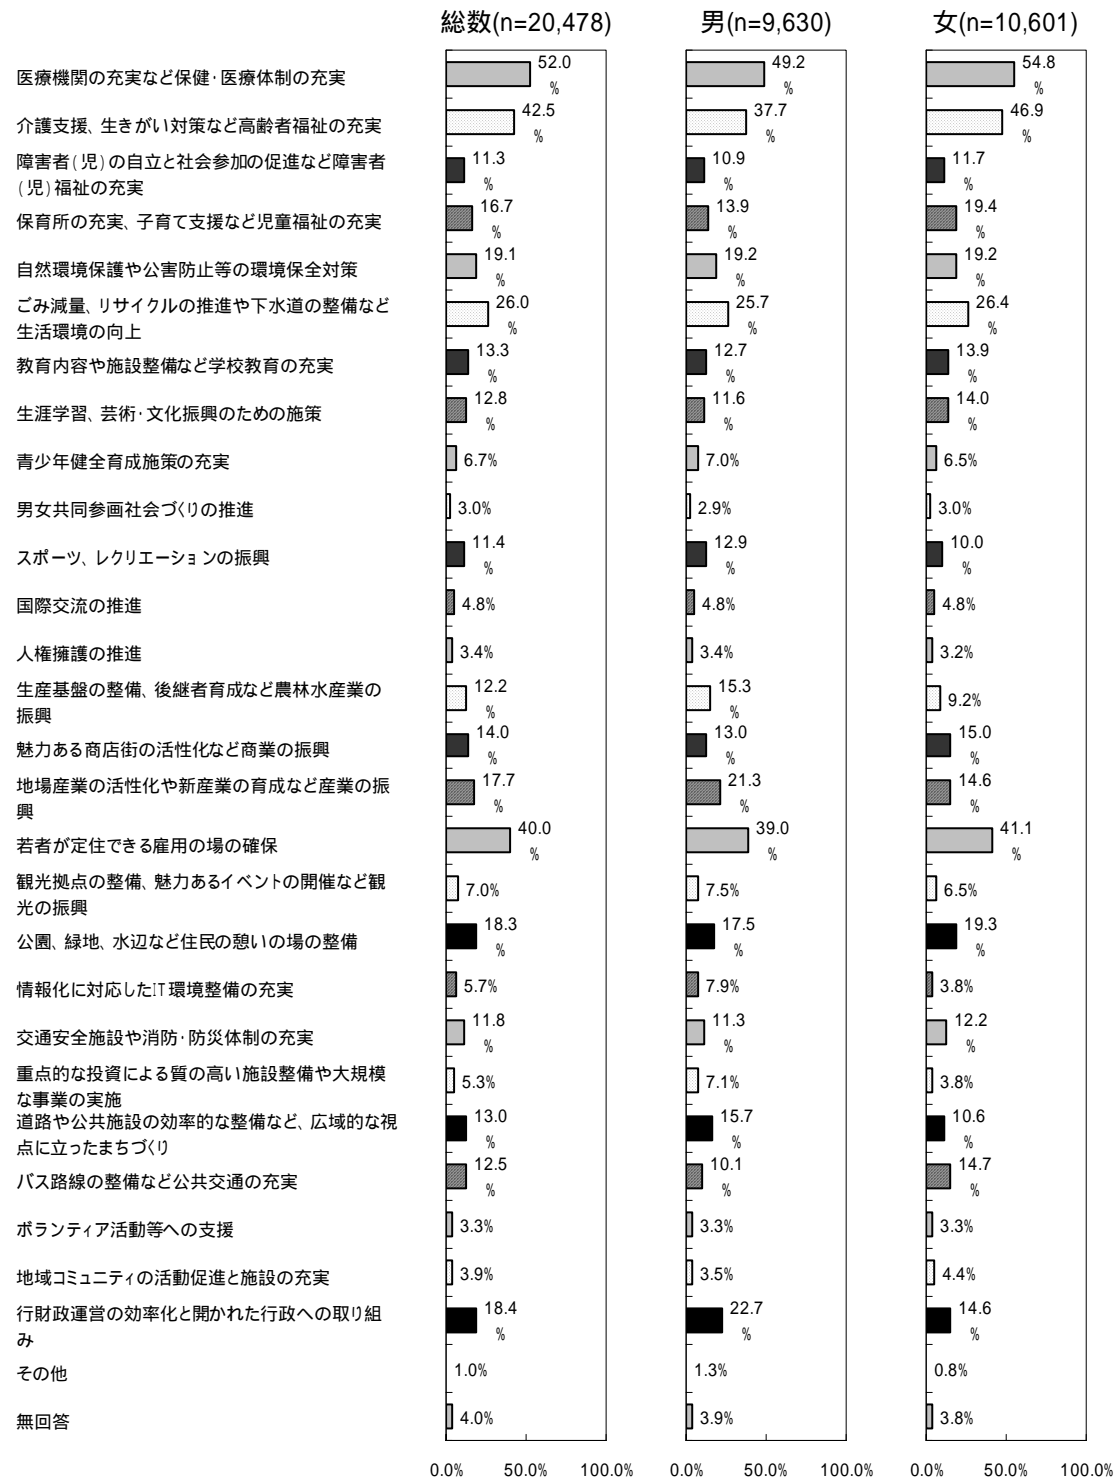 総数(n=20,478) 男(n=9,630) 女(n=10,601)
医療機関の充実など保健・医療体制の充実 52.0% 49.2% 54.8%
介護支援、生きがい対策など高齢者福祉の充実 42.5% 37.7% 46.9%
障害者(児)の自立と社会参加の促進など障害者
(児)福祉の充実 11.3% 10.9% 11.7%
保育所の充実、子育て支援など児童福祉の充実 16.7% 13.9% 19.4%
自然環境保護や公害防止等の環境保全対策 19.1% 19.2% 19.2%
ごみ減量、リサイクルの推進や下水道の整備など
生活環境の向上 26.0% 25.7% 26.4%
教育内容や施設整備など学校教育の充実 13.3% 12.7% 13.9%
生涯学習、芸術・文化振興のための施策 12.8% 11.6% 14.0%
青少年健全育成施策の充実 6.7% 7.0% 6.5%
男女共同参画社会づくりの推進 3.0% 2.9% 3.0%
スポーツ、レクリエーションの振興 11.4% 12.9% 10.0%
国際交流の推進 4.8% 4.8% 4.8%
人権擁護の推進 3.4% 3.4% 3.2%
生産基盤の整備、後継者育成など農林水産業の
振興 12.2% 15.3% 9.2%
魅力ある商店街の活性化など商業の振興 14.0% 13.0% 15.0%
地場産業の活性化や新産業の育成など産業の振
興 17.7% 21.3% 14.6%
若者が定住できる雇用の場の確保 40.0% 39.0% 41.1%
観光拠点の整備、魅力あるイベントの開催など観
光の振興 7.0% 7.5% 6.5%
公園、緑地、水辺など住民の憩いの場の整備 18.3% 17.5% 19.3%
情報化に対応したIT環境整備の充実 5.7% 7.9% 3.8%
交通安全施設や消防・防災体制の充実 11.8% 11.3% 12.2%
重点的な投資による質の高い施設整備や大規模
な事業の実施 5.3% 7.1% 3.8%
道路や公共施設の効率的な整備など、広域的な視
点に立ったまちづくり 13.0% 15.7% 10.6%
バス路線の整備など公共交通の充実 12.5% 10.1% 14.7%
ボランティア活動等への支援 3.3% 3.3% 3.3%
地域コミュニティの活動促進と施設の充実 3.9% 3.5% 4.4%
行財政運営の効率化と開かれた行政への取り組
み 18.4% 22.7% 14.6%
その他 1.0% 1.3% 0.8%
無回答 4.0% 3.9% 3.8%
0.0% 50.0% 100.0% 0.0% 50.0% 100.0% 0.0% 50.0% 100.0%